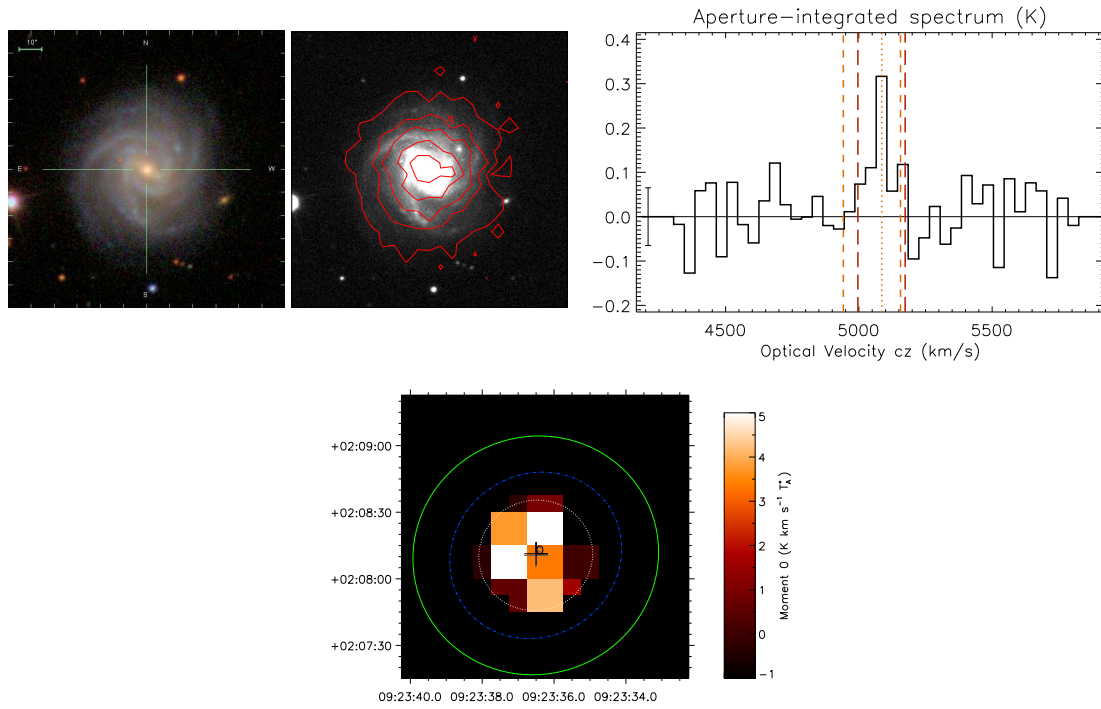 10"
N
E
W
S
Aperture-integrated spectrum (K)
0.4
0.3
0.2
0.1
0.0
-0.1
-0.2
4500 5000 5500
Optical Velocity cz (km/s)
+02:09:00
+02:08:30
+02:08:00
+02:07:30
09:23:40.0 09:23:38.0 09:23:36.0 09:23:34.0
5
4
3
2
1
0
-1
Moment 0 (K km s⁻¹ T*A)